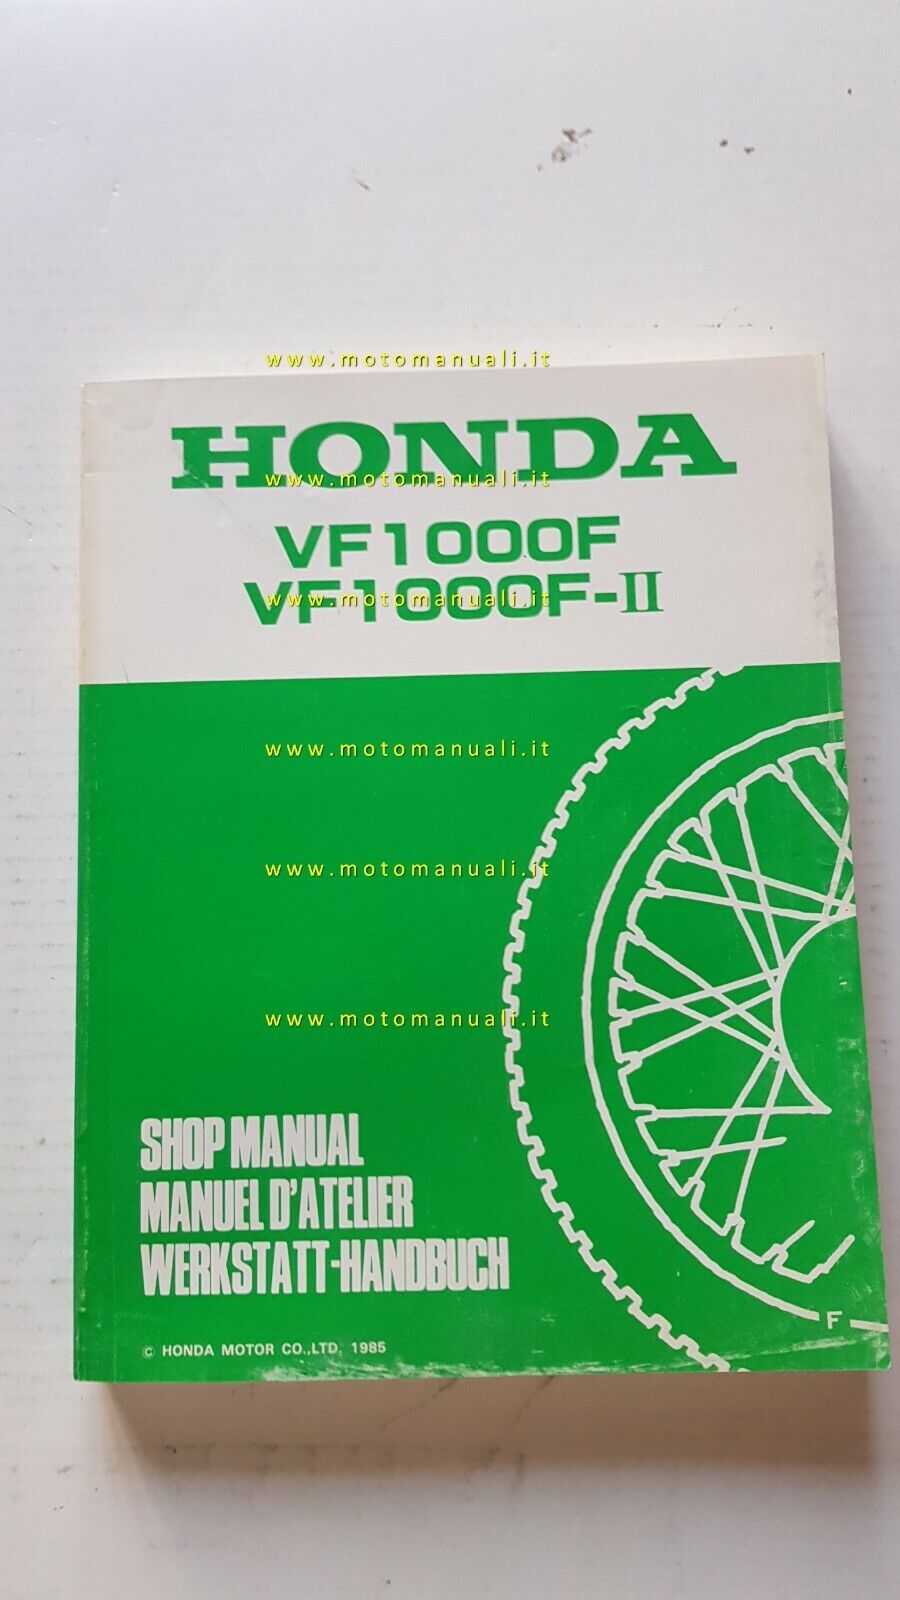 www.motomanuali.it
HONDA
www.motomanuali.it
VF1000F
VF1000F-II
www.motomanuali.it
www.motomanuali.it
www.motomanuali.it
www.motomanuali.it
SHOP MANUAL
MANUEL D'ATELIER
WERKSTATT-HANDBUCH
F
© HONDA MOTOR CO.,LTD. 1985